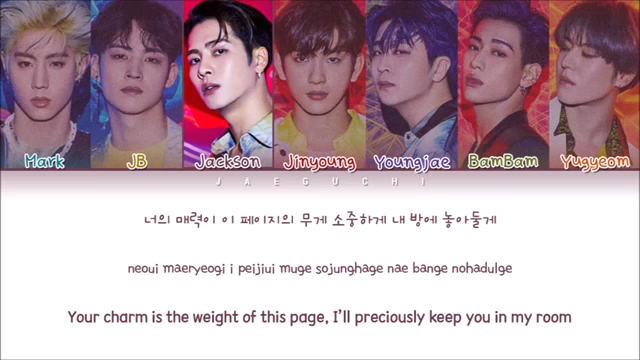 Mark JB Jackson Jinyoung Youngjae BamBam Yugyeom
JAEGUCHI
너의 매력이 이 페이지의 무게 소중하게 내 방에 놓아둘게
neoui maeryeogi i peijiui muge sojunghage nae bange nohadulge
Your charm is the weight of this page, I'll preciously keep you in my room